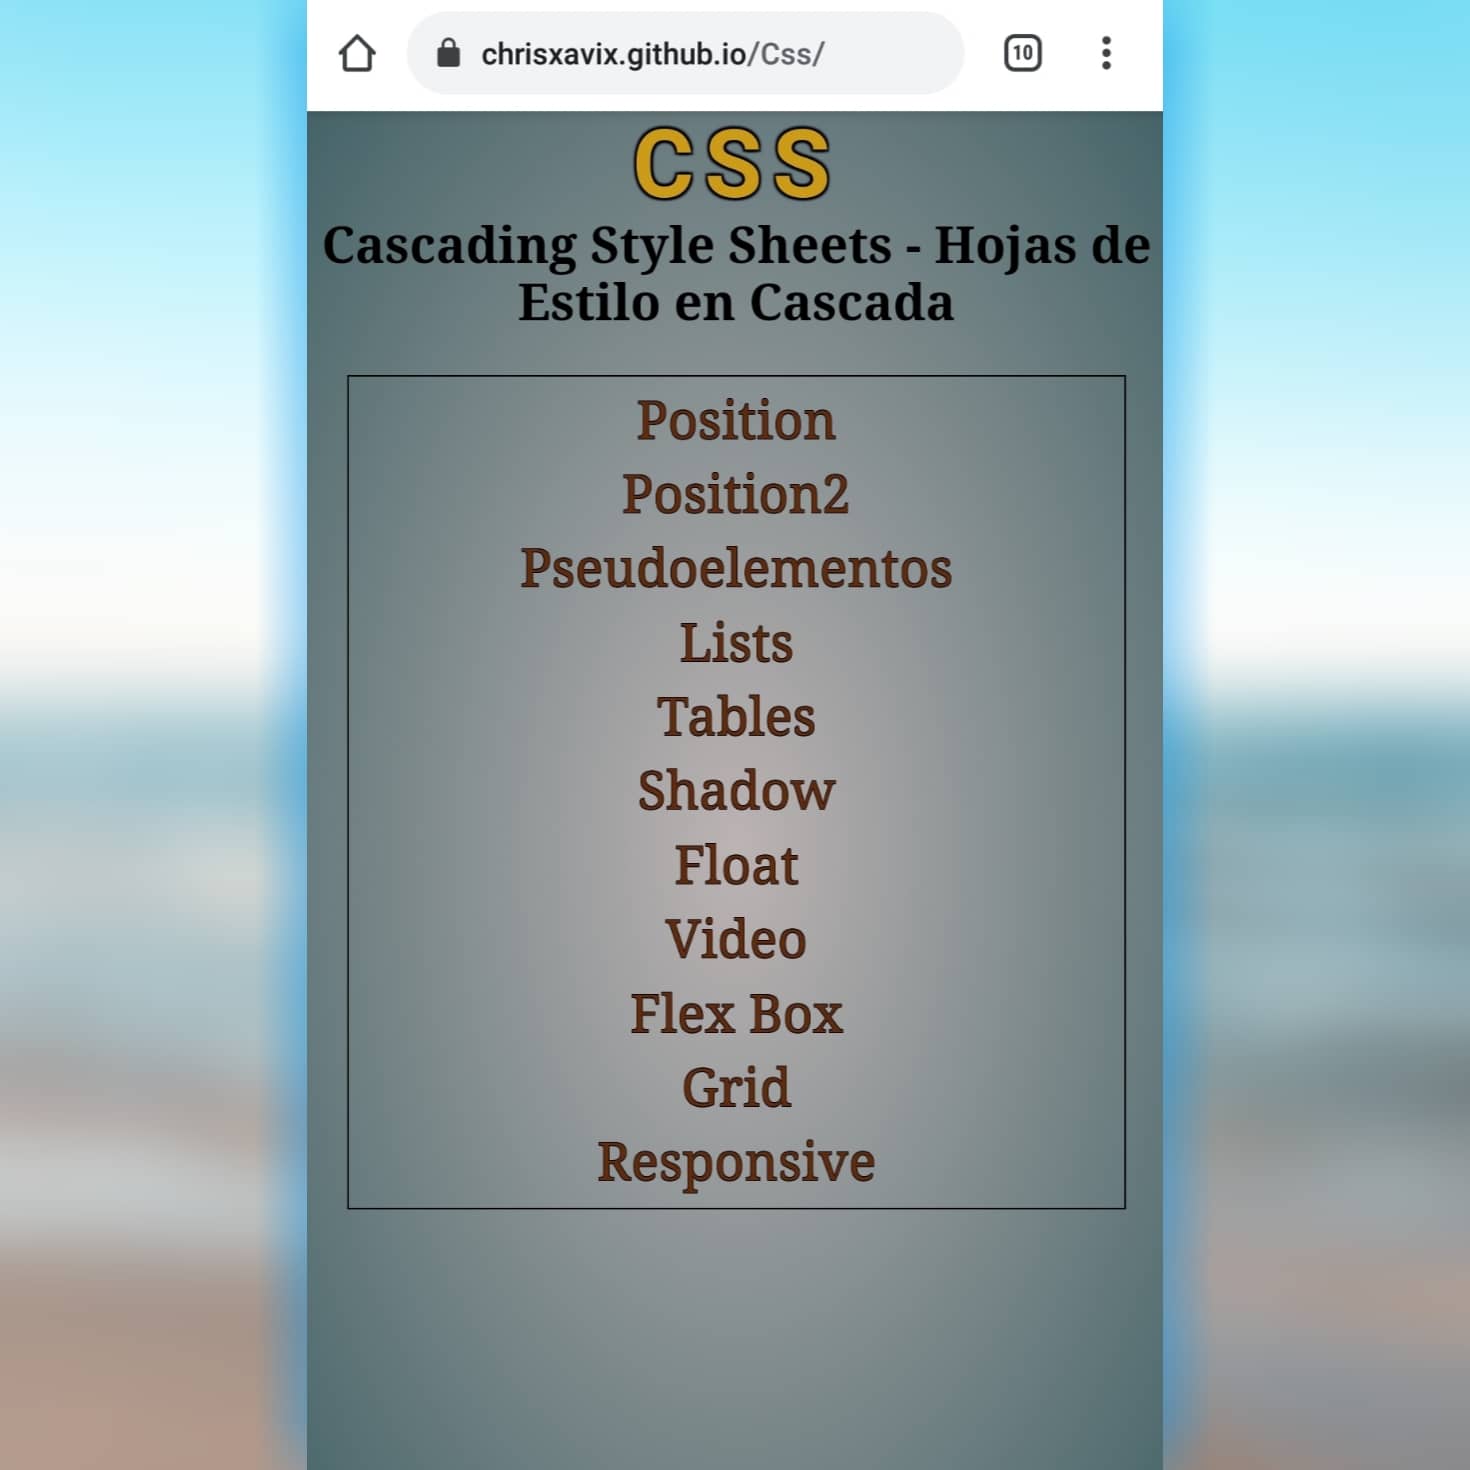 chrisxavix.github.io/Css/
10
CSS
Cascading Style Sheets - Hojas de
Estilo en Cascada
Position
Position2
Pseudoelementos
Lists
Tables
Shadow
Float
Video
Flex Box
Grid
Responsive